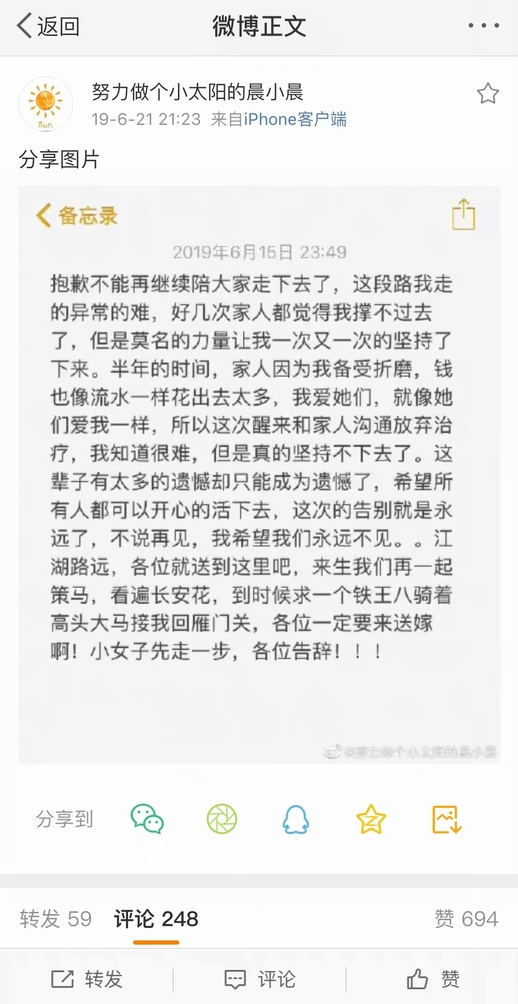 返回
微博正文
努力做个小太阳的晨小晨
Sun
19-6-21 21:23 来自iPhone客户端
分享图片
备忘录
2019年6月15日 23:49
抱歉不能再继续陪大家走下去了，这段路我走
的异常的难，好几次家人都觉得我撑不过去
了，但是莫名的力量让我一次又一次的坚持了
下来。半年的时间，家人因为我备受折磨，钱
也像流水一样花出去太多，我爱她们，就像她
们爱我一样，所以这次醒来和家人沟通放弃治
疗，我知道很难，但是真的坚持不下去了。这
辈子有太多的遗憾却只能成为遗憾了，希望所
有人都可以开心的活下去，这次的告别就是永
远了，不说再见，我希望我们永远不见。。江
湖路远，各位就送到这里吧，来生我们再一起
策马，看遍长安花，到时候求一个铁王八骑着
高头大马接我回雁门关，各位一定要来送嫁
啊！小女子先走一步，各位告辞！！！
@努力做个小太阳的晨小晨
分享到
转发 59 评论 248 赞 694
转发 评论 赞